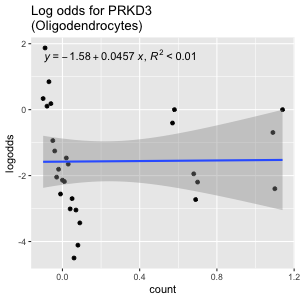 Log odds for PRKD3
(Oligodendrocytes)
y = −1.58 + 0.0457 x, R² < 0.01
2
0
-2
-4
logodds
0.0 0.4 0.8 1.2
count